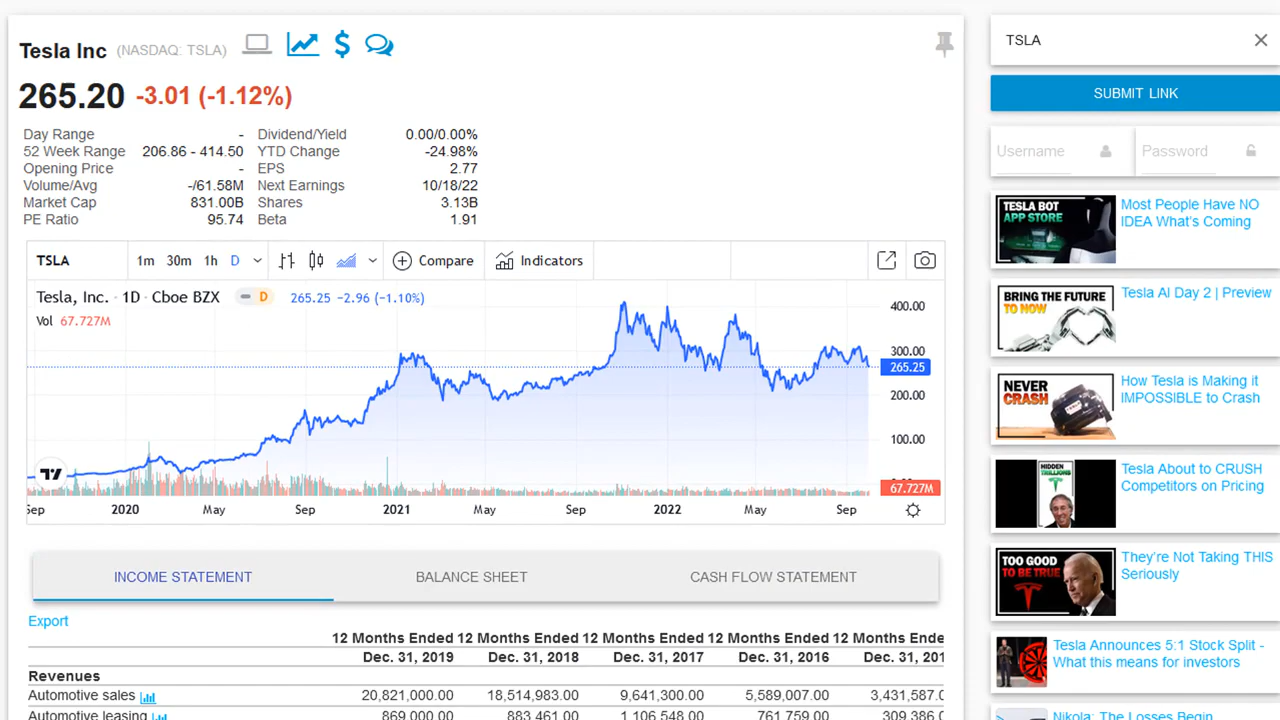 Tesla Inc (NASDAQ: TSLA)
265.20 -3.01 (-1.12%)
Day Range - Dividend/Yield 0.00/0.00%
52 Week Range 206.86 - 414.50 YTD Change -24.98%
Opening Price - EPS 2.77
Volume/Avg -/61.58M Next Earnings 10/18/22
Market Cap 831.00B Shares 3.13B
PE Ratio 95.74 Beta 1.91
TSLA 1m 30m 1h D Compare Indicators
Tesla, Inc. · 1D · Cboe BZX D 265.25 -2.96 (-1.10%)
Vol 67.727M
400.00
300.00
265.25
200.00
100.00
67.727M
Sep 2020 May Sep 2021 May Sep 2022 May Sep
INCOME STATEMENT BALANCE SHEET CASH FLOW STATEMENT
Export
12 Months Ended 12 Months Ended 12 Months Ended 12 Months Ended 12 Months Ende
Dec. 31, 2019 Dec. 31, 2018 Dec. 31, 2017 Dec. 31, 2016 Dec. 31, 201
Revenues
Automotive sales 20,821,000.00 18,514,983.00 9,641,300.00 5,589,007.00 3,431,587.0
Automotive leasing 869,000.00 883,461.00 1,106,548.00 761,759.00 309,386.0
TSLA
SUBMIT LINK
Username Password
TESLA BOT
APP STORE
Most People Have NO
IDEA What's Coming
BRING THE FUTURE
TO NOW
Tesla AI Day 2 | Preview
NEVER
CRASH
How Tesla is Making it
IMPOSSIBLE to Crash
HIDDEN
TRILLIONS
Tesla About to CRUSH
Competitors on Pricing
TOO GOOD
TO BE TRUE
They're Not Taking THIS
Seriously
Tesla Announces 5:1 Stock Split -
What this means for investors
Nikola: The Losses Begin